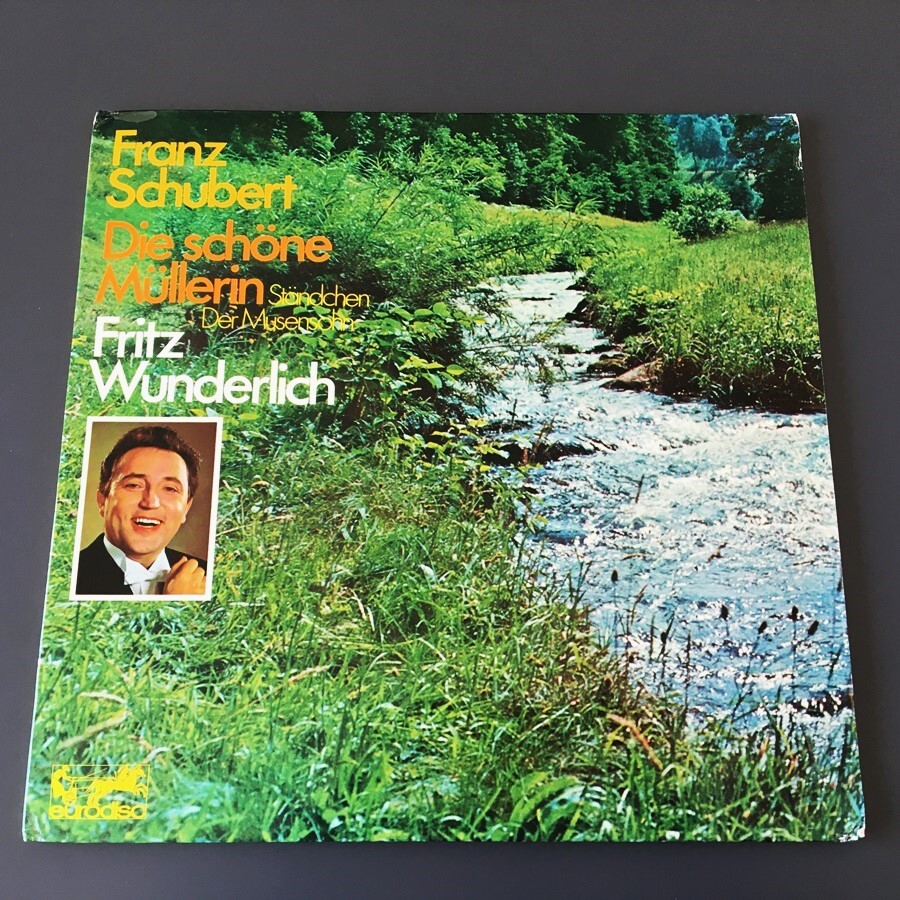 Franz
Schubert
Die schöne
Müllerin Ständchen
Der Musensohn
Fritz
Wunderlich
eurodisc